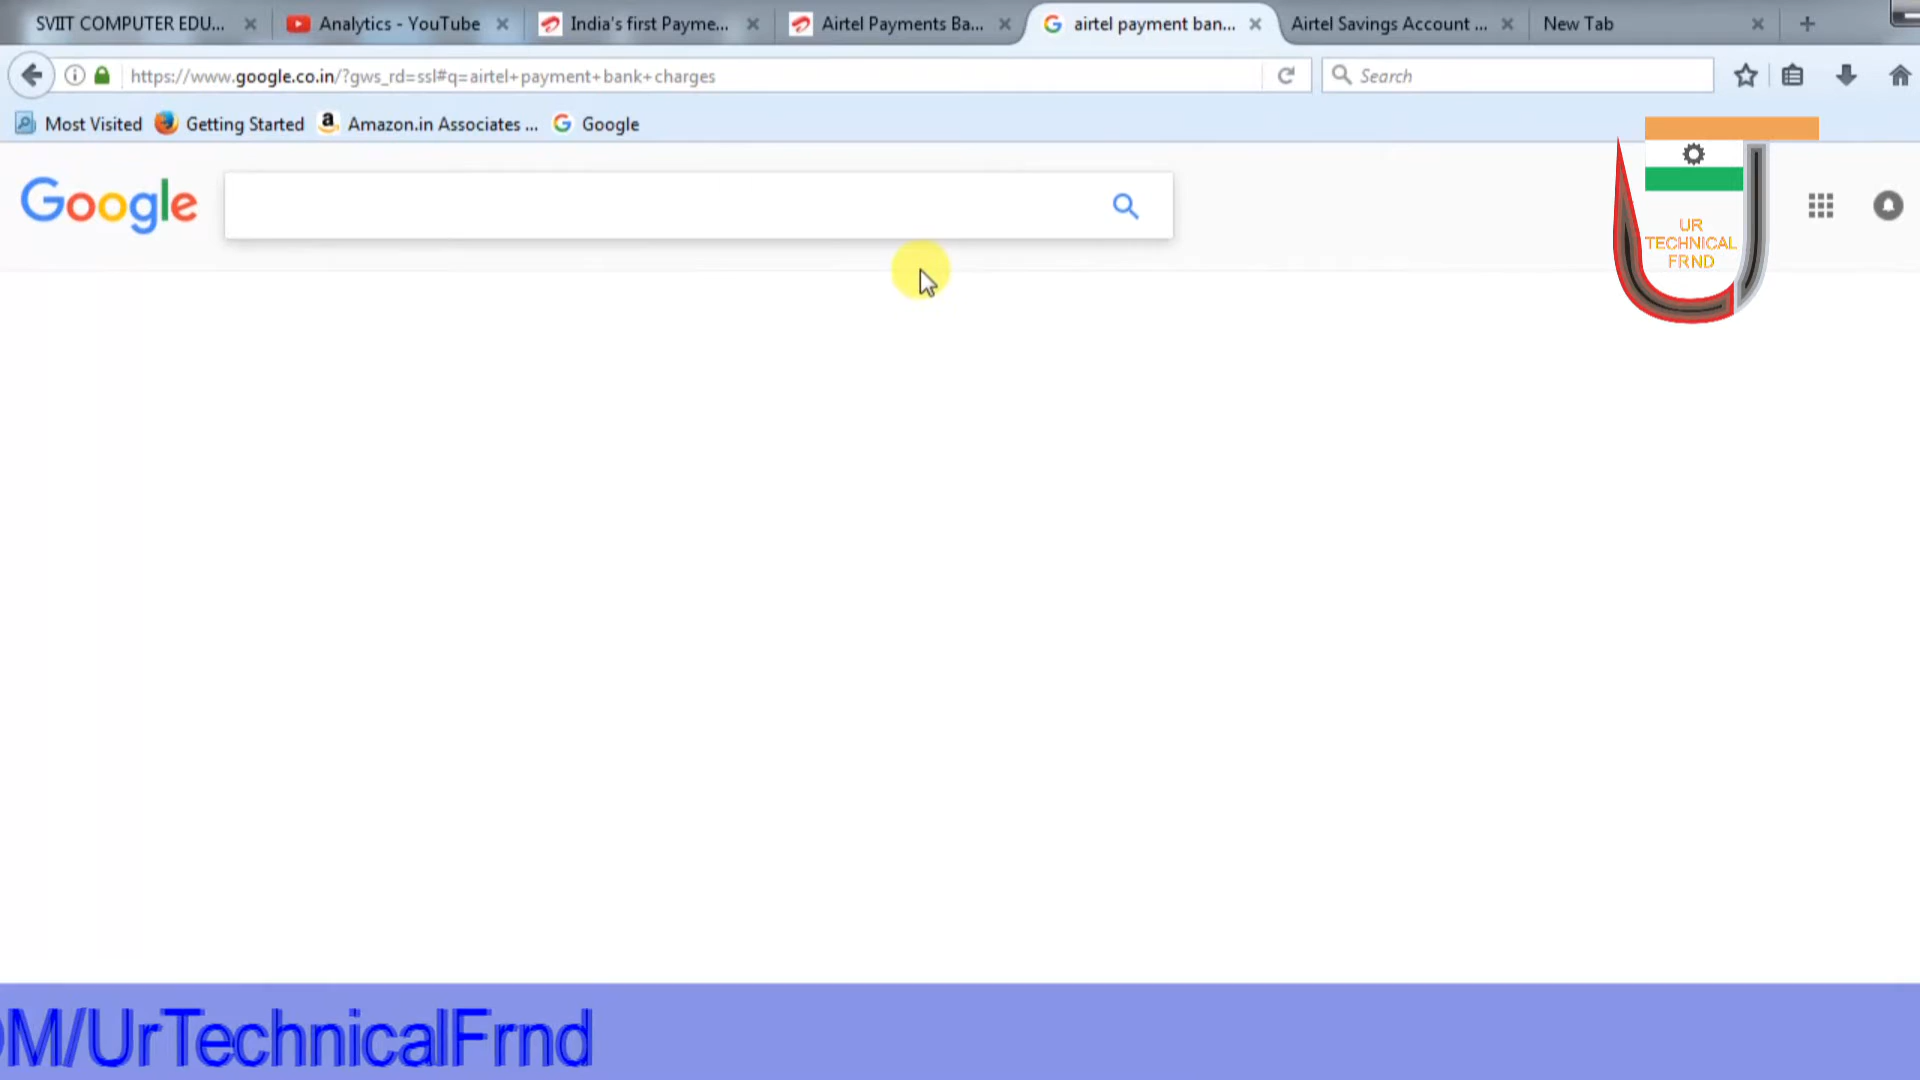 SVIIT COMPUTER EDU...
Analytics - YouTube
India's first Payme...
Airtel Payments Ba...
airtel payment ban...
Airtel Savings Account ...
New Tab
https://www.google.co.in/?gws_rd=ssl#q=airtel+payment+bank+charges
Search
Most Visited
Getting Started
Amazon.in Associates ...
Google
Google
UR
TECHNICAL
FRND
OM/UrTechnicalFrnd